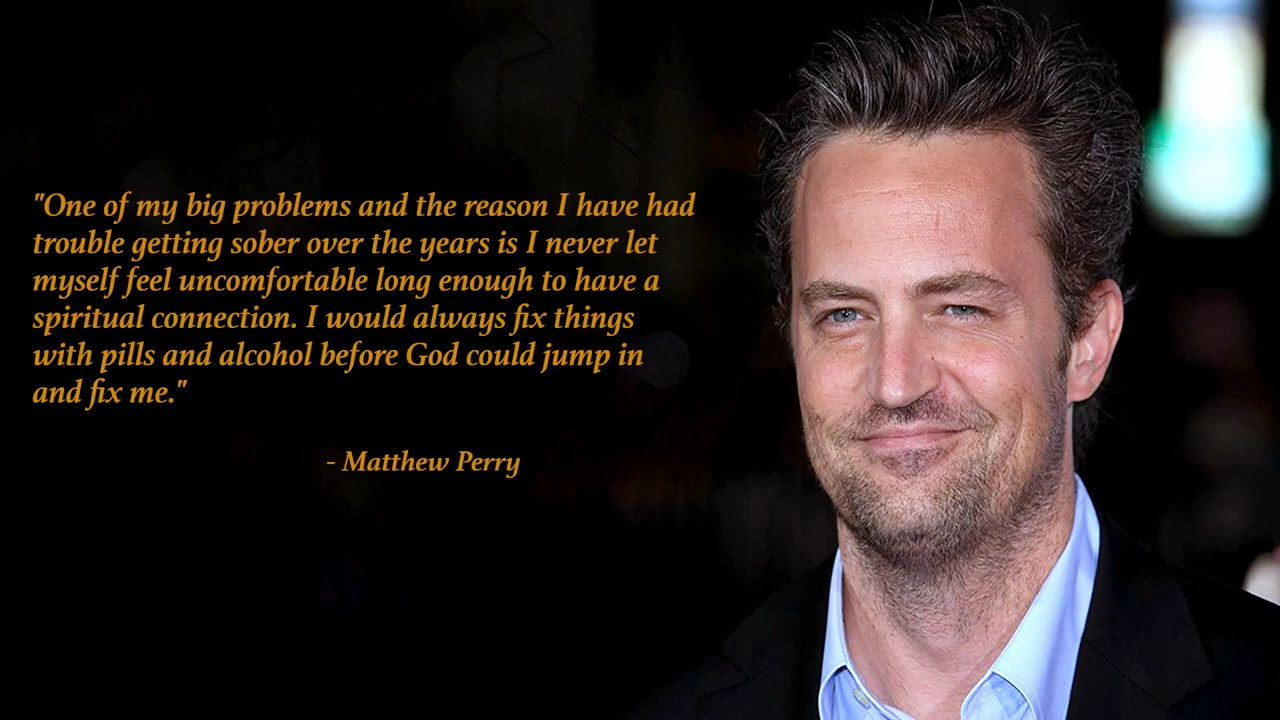 "One of my big problems and the reason I have had
trouble getting sober over the years is I never let
myself feel uncomfortable long enough to have a
spiritual connection. I would always fix things
with pills and alcohol before God could jump in
and fix me."
- Matthew Perry